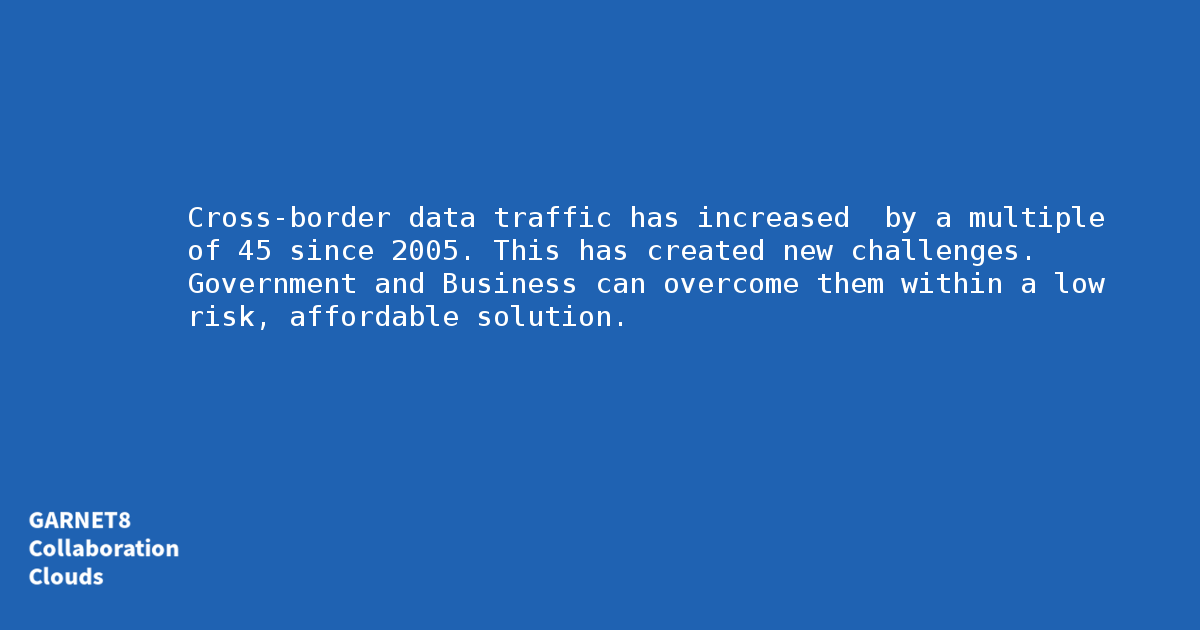 Cross-border data traffic has increased  by a multiple
of 45 since 2005. This has created new challenges.
Government and Business can overcome them within a low
risk, affordable solution.
GARNET8
Collaboration
Clouds